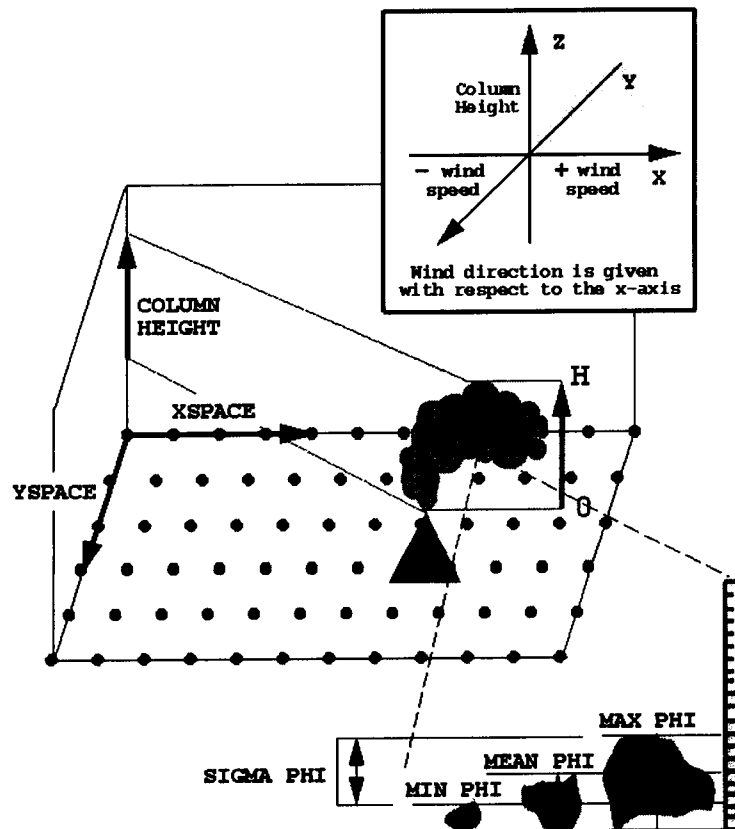 Z
Column
Height
Y
- wind
speed
+ wind
speed
X
Wind direction is given
with respect to the x-axis
COLUMN
HEIGHT
XSPACE
H
YSPACE
0
MAX PHI
MEAN PHI
SIGMA PHI
MIN PHI